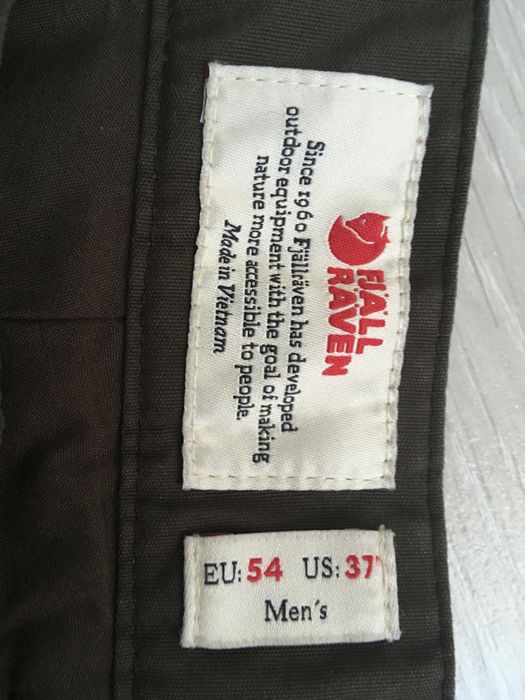 FJÄLL
RÄVEN
Since 1960 Fjällräven has developed
outdoor equipment with the goal of making
nature more accessible to people.
Made in Vietnam
EU: 54 US: 37"
Men´s